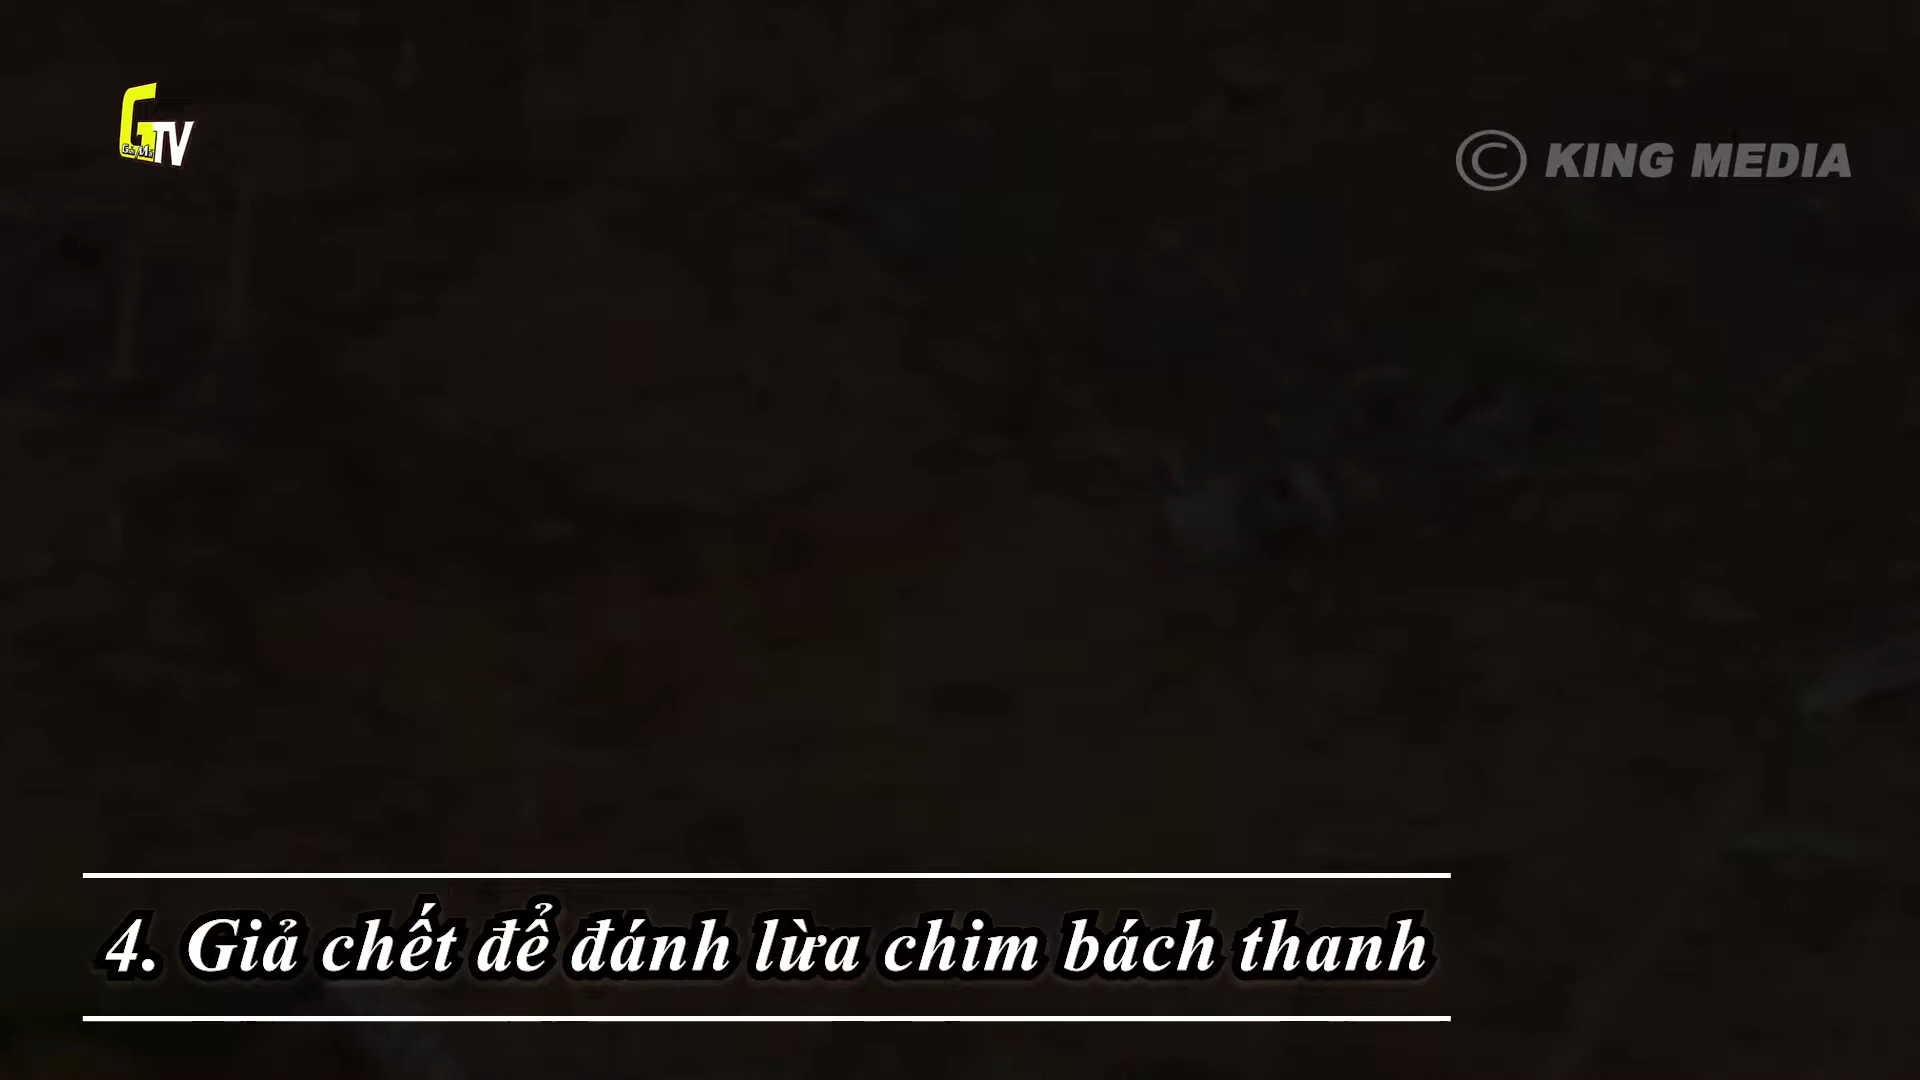 GTV
© KING MEDIA
4. Giả chết để đánh lừa chim bách thanh